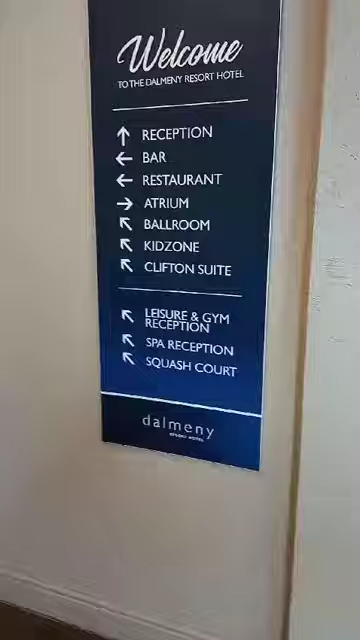 Welcome
TO THE DALMENY RESORT HOTEL
↑ RECEPTION
← BAR
← RESTAURANT
→ ATRIUM
↖ BALLROOM
↖ KIDZONE
↖ CLIFTON SUITE
↖ LEISURE & GYM
RECEPTION
↖ SPA RECEPTION
↖ SQUASH COURT
dalmeny
RESORT HOTEL